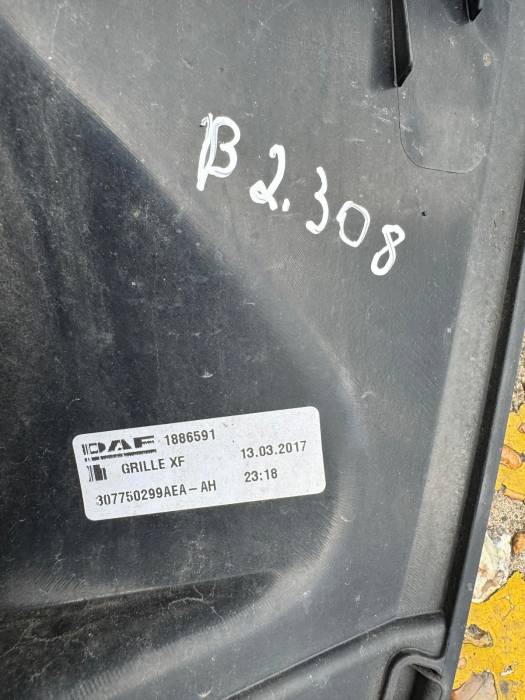 B 2.308
DAF 1886591
GRILLE XF 13.03.2017
307750299AEA-AH 23:18